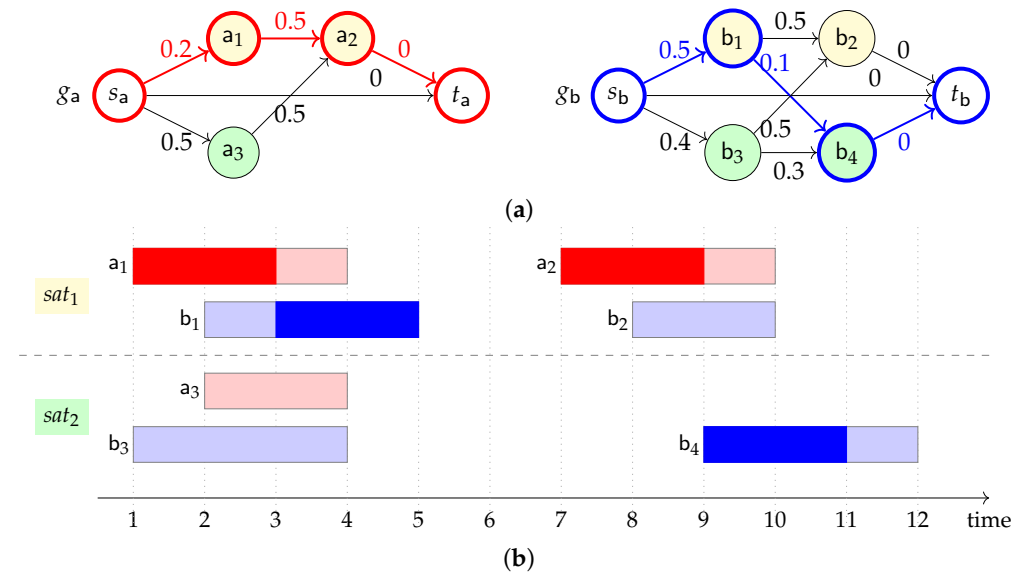 a1 0.5 a2 b1 0.5 b2
0.2 0 0.5 0.1 0
ga sa 0 ta gb sb 0 tb
0.5 0.5 0.4 0.5 0
a3 b3 0.3 b4
(a)
a1 a2
sat1
b1 b2
a3
sat2
b3 b4
1 2 3 4 5 6 7 8 9 10 11 12 time
(b)